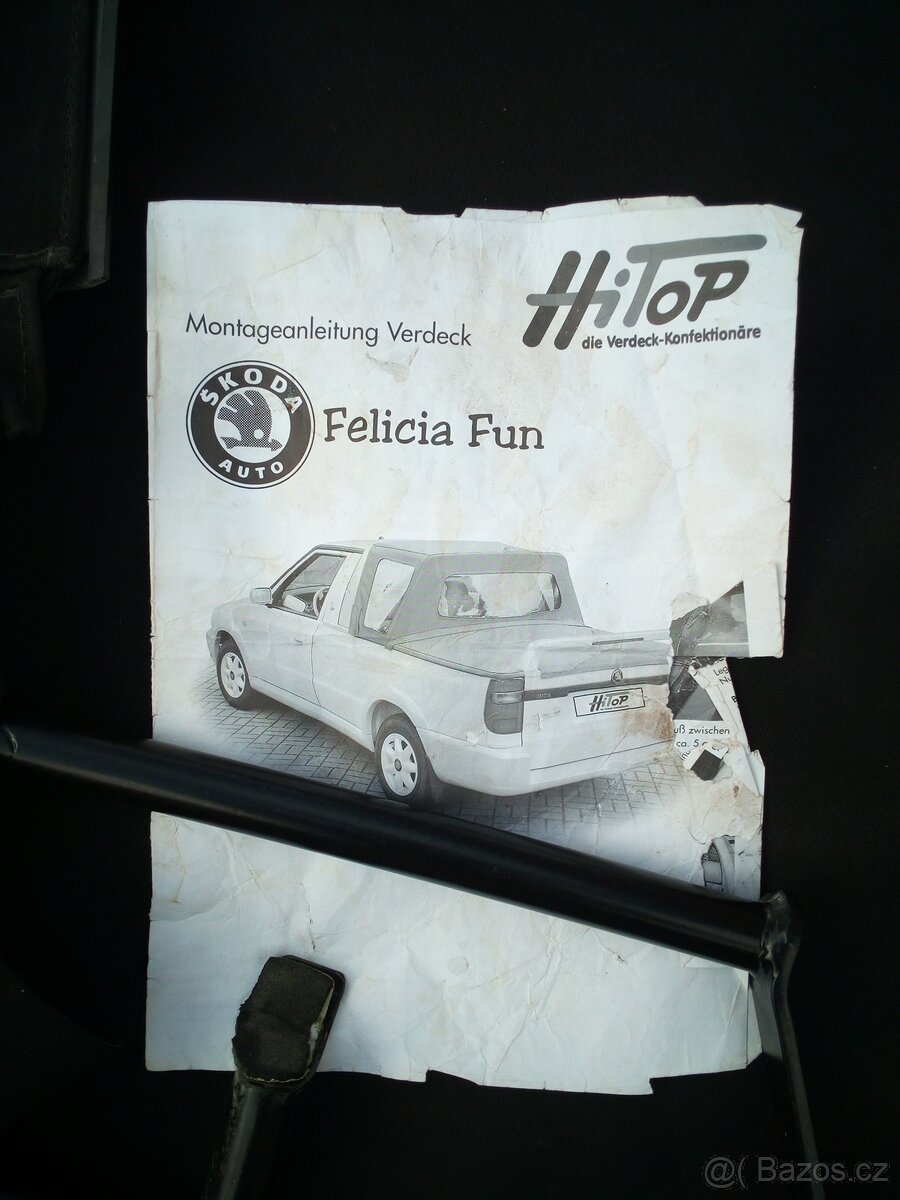 HiToP
die Verdeck-Konfektionäre
Montageanleitung Verdeck
ŠKODA
AUTO
Felicia Fun
HiToP
uß zwischen
ca. 5
@( Bazos.cz